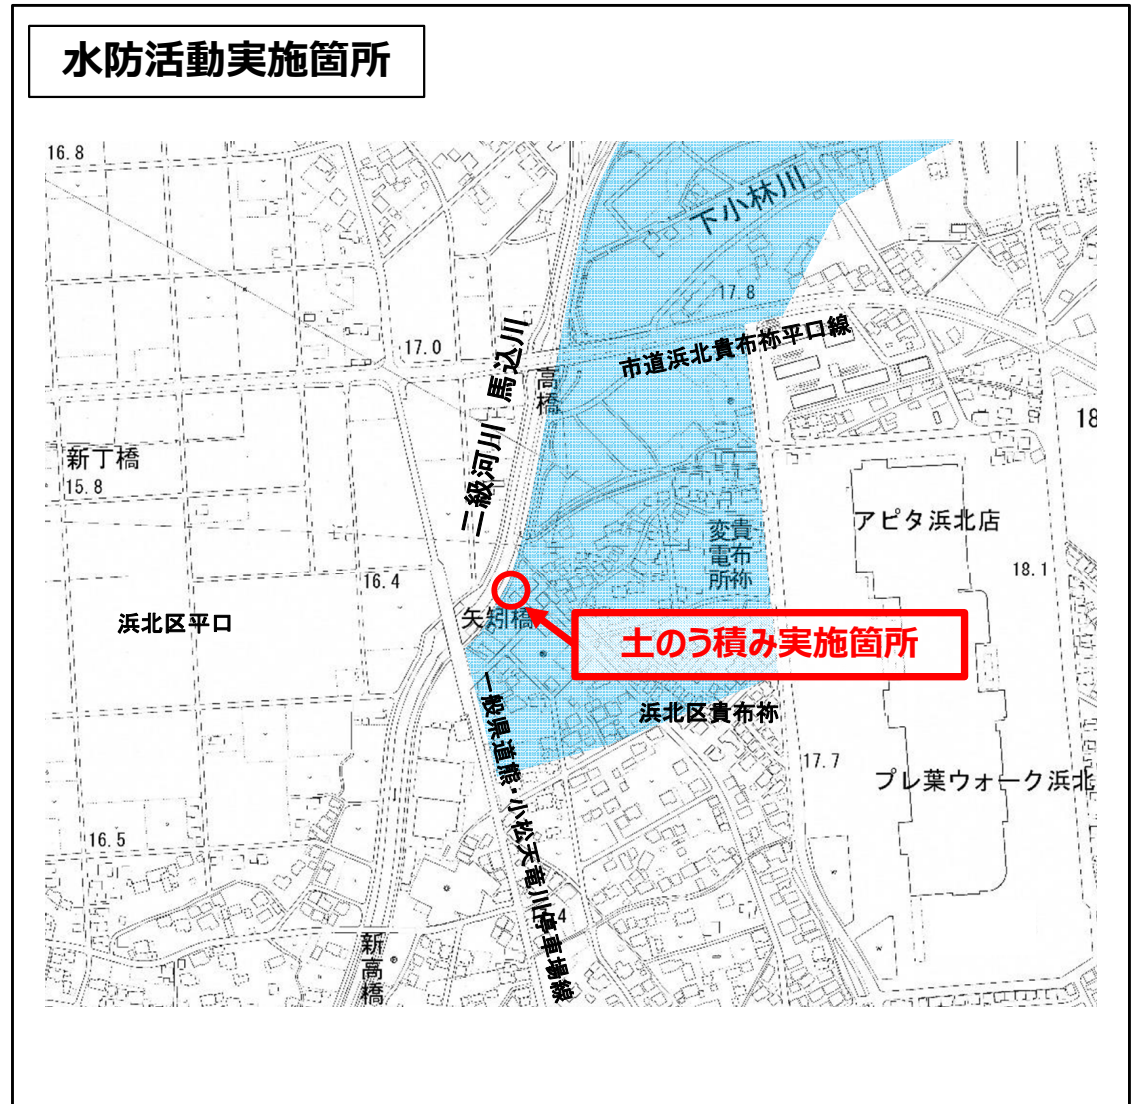 水防活動実施箇所
16.8
下小林川
17.8
市道浜北貴布祢平口線
17.0
二級河川 馬込川
高橋
18
新丁橋
15.8
アピタ浜北店
貴布祢
変電所
18.1
16.4
矢矧橋
浜北区平口
土のう積み実施箇所
浜北区貴布祢
一般県道熊・小松天竜川停車場線
17.7
プレ葉ウォーク浜北
16.5
新高橋